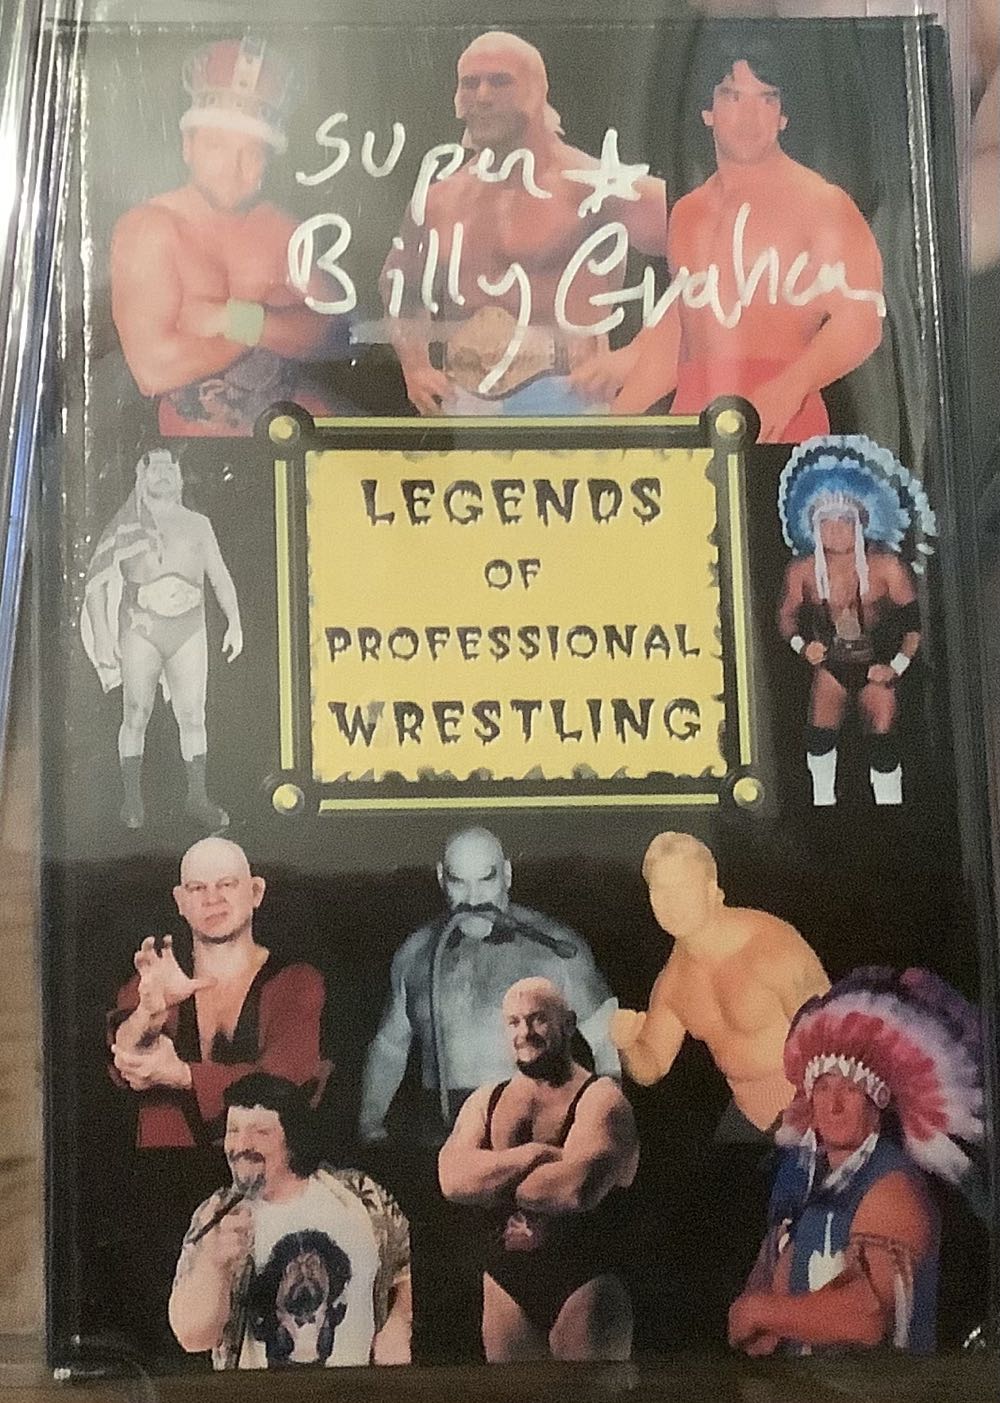 Super ☆
Billy Graham
LEGENDS
OF
PROFESSIONAL
WRESTLING